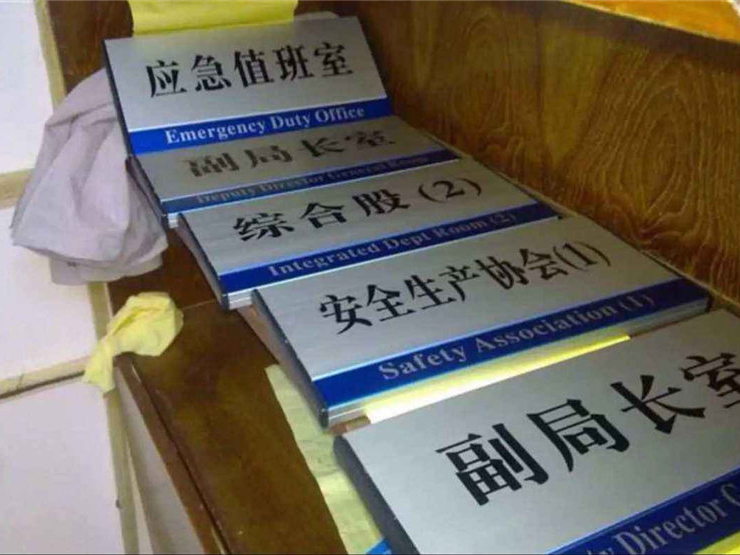 应急值班室
Emergency Duty Office
副局长室
Deputy Director General Room
综合股(2)
Integrated Dept Room (2)
安全生产协会(1)
Safety Association (1)
副局长室
Director